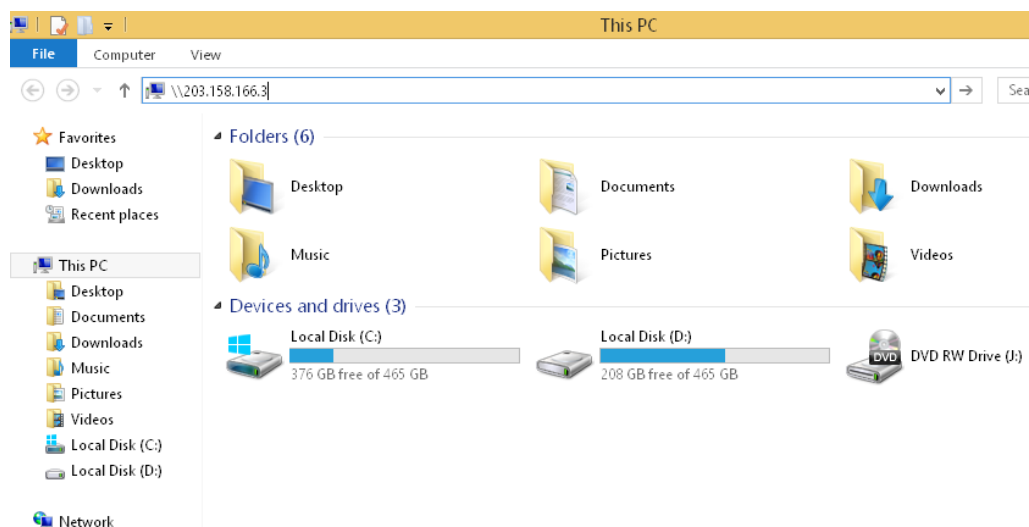 This PC
File Computer View
\\203.158.166.3
Sea
Favorites
Desktop
Downloads
Recent places
This PC
Desktop
Documents
Downloads
Music
Pictures
Videos
Local Disk (C:)
Local Disk (D:)
Network
Folders (6)
Desktop Documents Downloads
Music Pictures Videos
Devices and drives (3)
Local Disk (C:)
376 GB free of 465 GB
Local Disk (D:)
208 GB free of 465 GB
DVD
DVD RW Drive (J:)